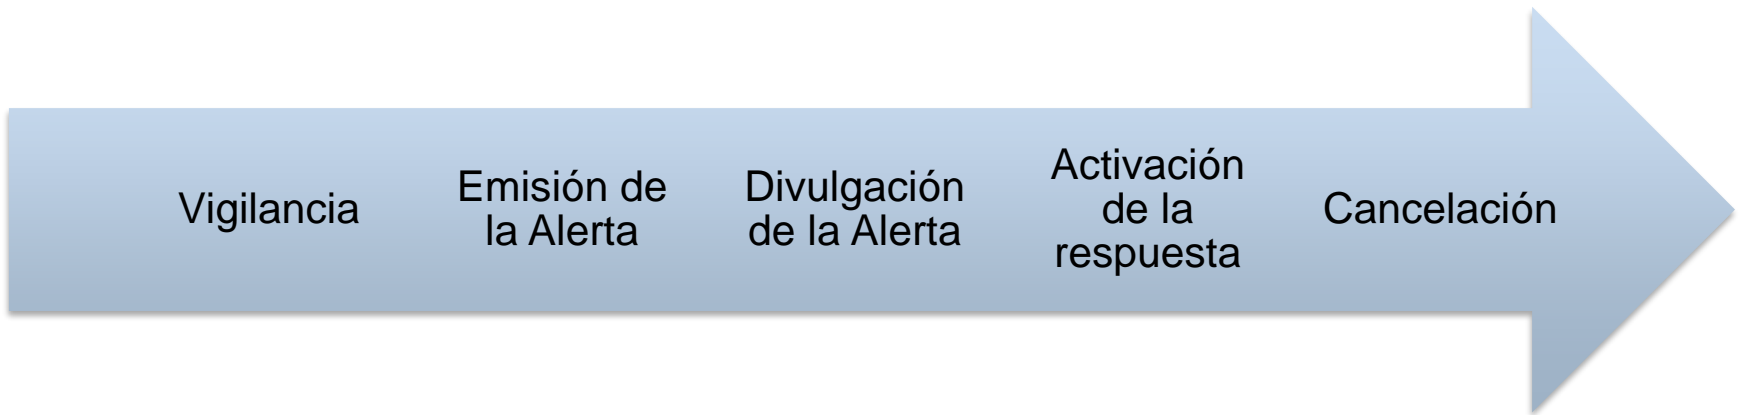 Vigilancia
Emisión de
la Alerta
Divulgación
de la Alerta
Activación
de la
respuesta
Cancelación